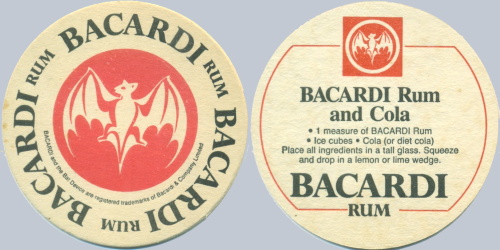 BACARDI RUM BACARDI RUM BACARDI RUM BACARDI RUM
BACARDI and the Bat Device are registered trademarks of Bacardi & Company Limited
BACARDI Rum
and Cola
• 1 measure of BACARDI Rum
• Ice cubes • Cola (or diet cola)
Place all ingredients in a tall glass. Squeeze
and drop in a lemon or lime wedge.
BACARDI
RUM